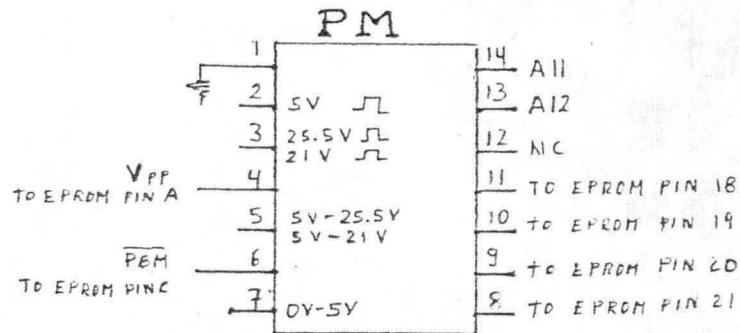 PM
1
2 5V
3 25.5V
21V
VPP
TO EPROM PIN A 4
5 5V-25.5V
5V-21V
PGM 6
TO EPROM PIN C
7 0V-5V
14 A11
13 A12
12 NC
11 TO EPROM PIN 18
10 TO EPROM PIN 19
9 TO EPROM PIN 20
8 TO EPROM PIN 21